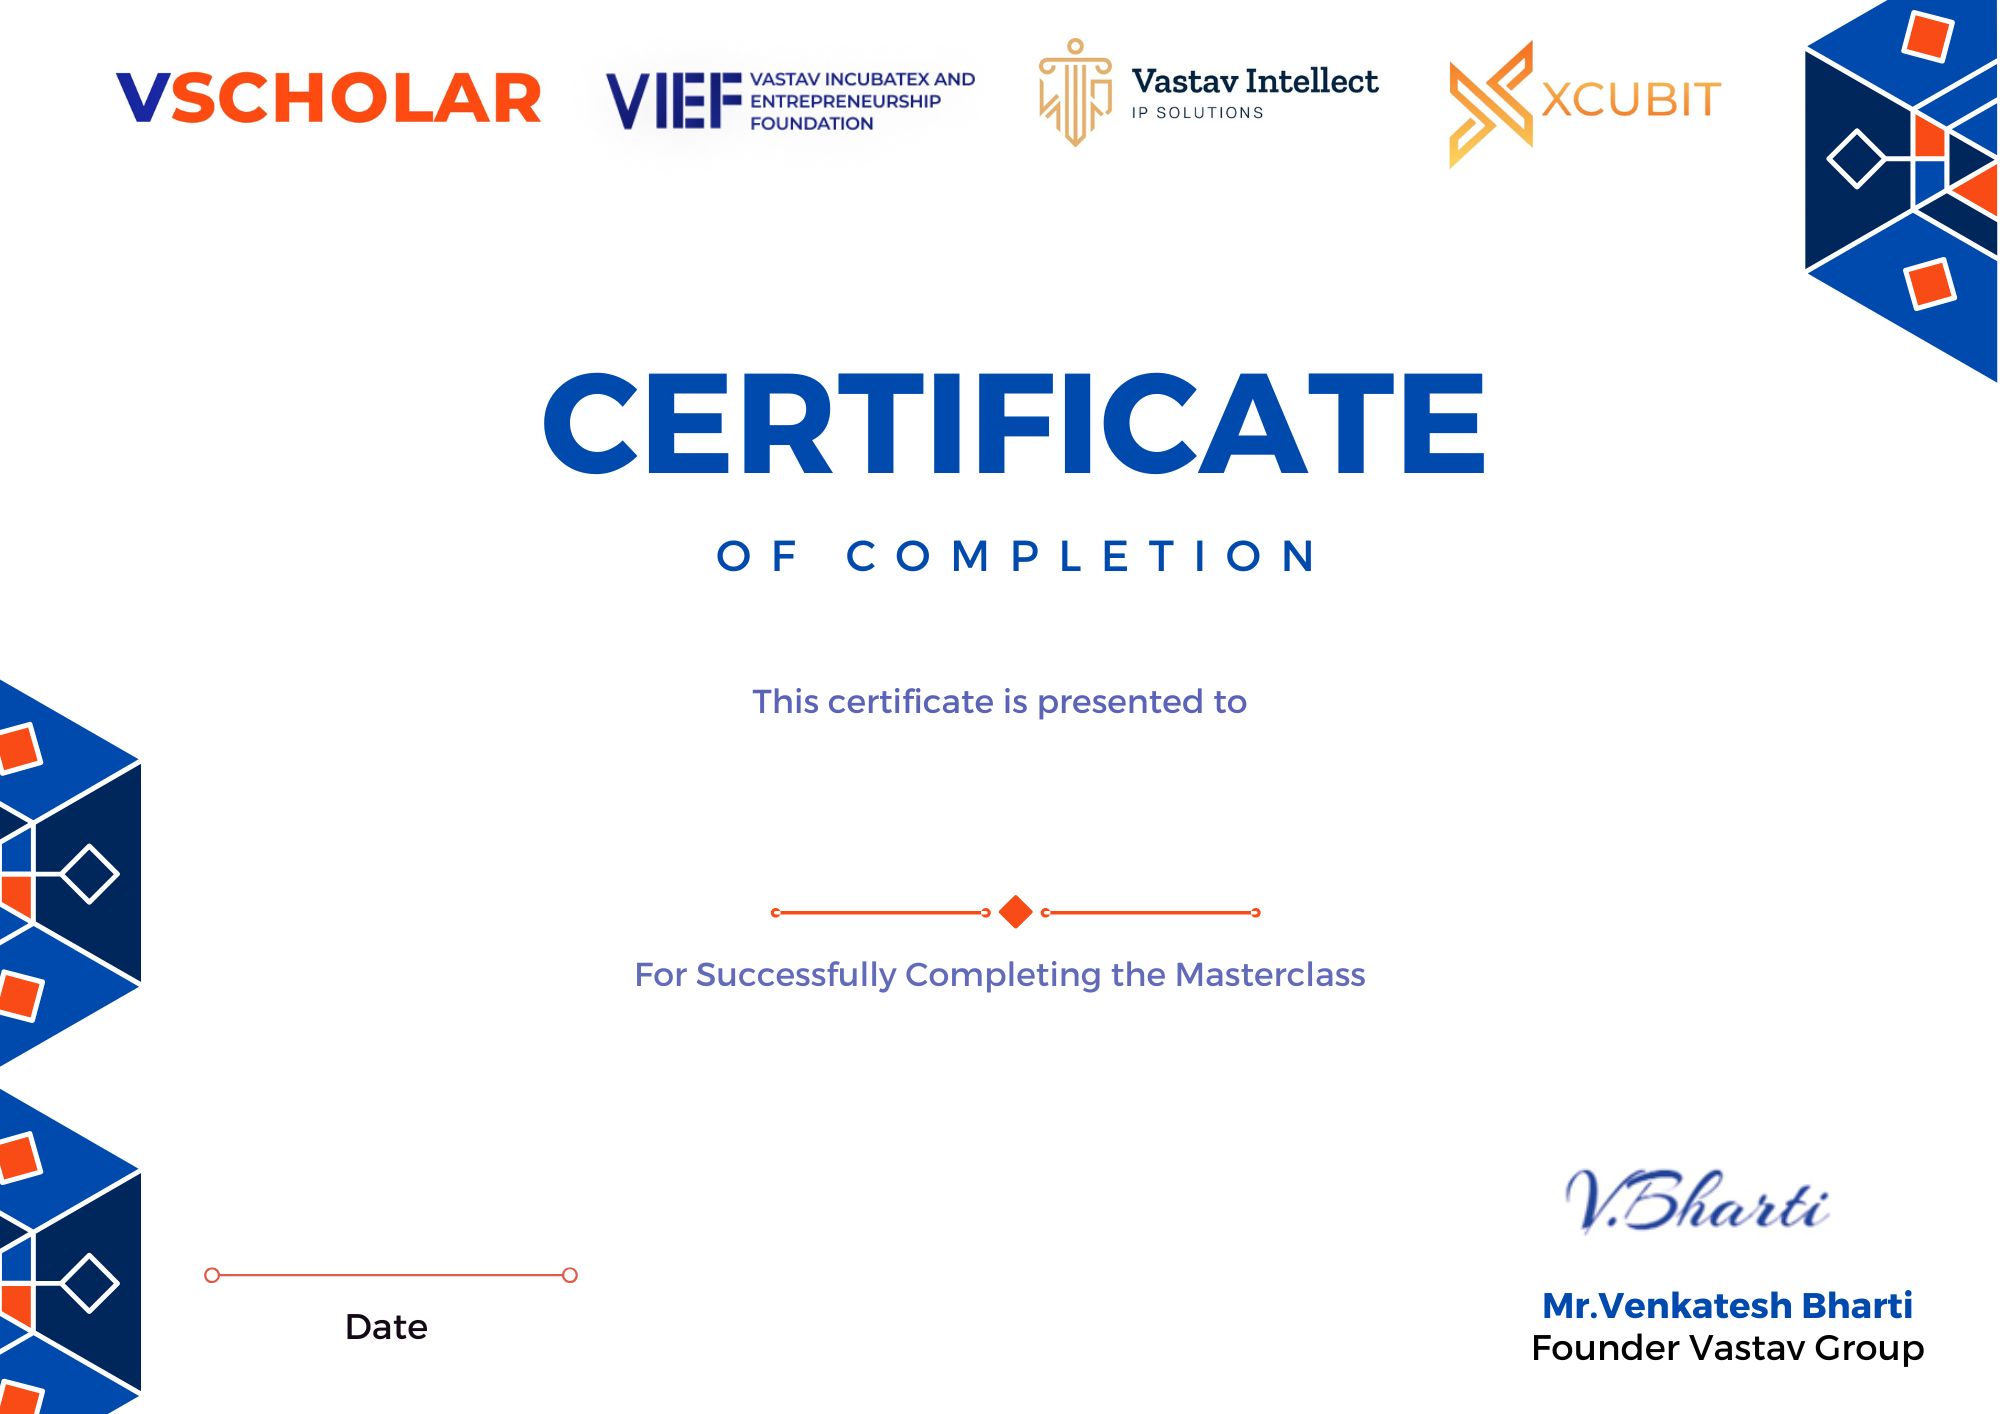 VSCHOLAR
VIEF
VASTAV INCUBATEX AND
ENTREPRENEURSHIP
FOUNDATION
Vastav Intellect
IP SOLUTIONS
XCUBIT
CERTIFICATE
OF COMPLETION
This certificate is presented to
For Successfully Completing the Masterclass
V.Bharti
Date
Mr.Venkatesh Bharti
Founder Vastav Group